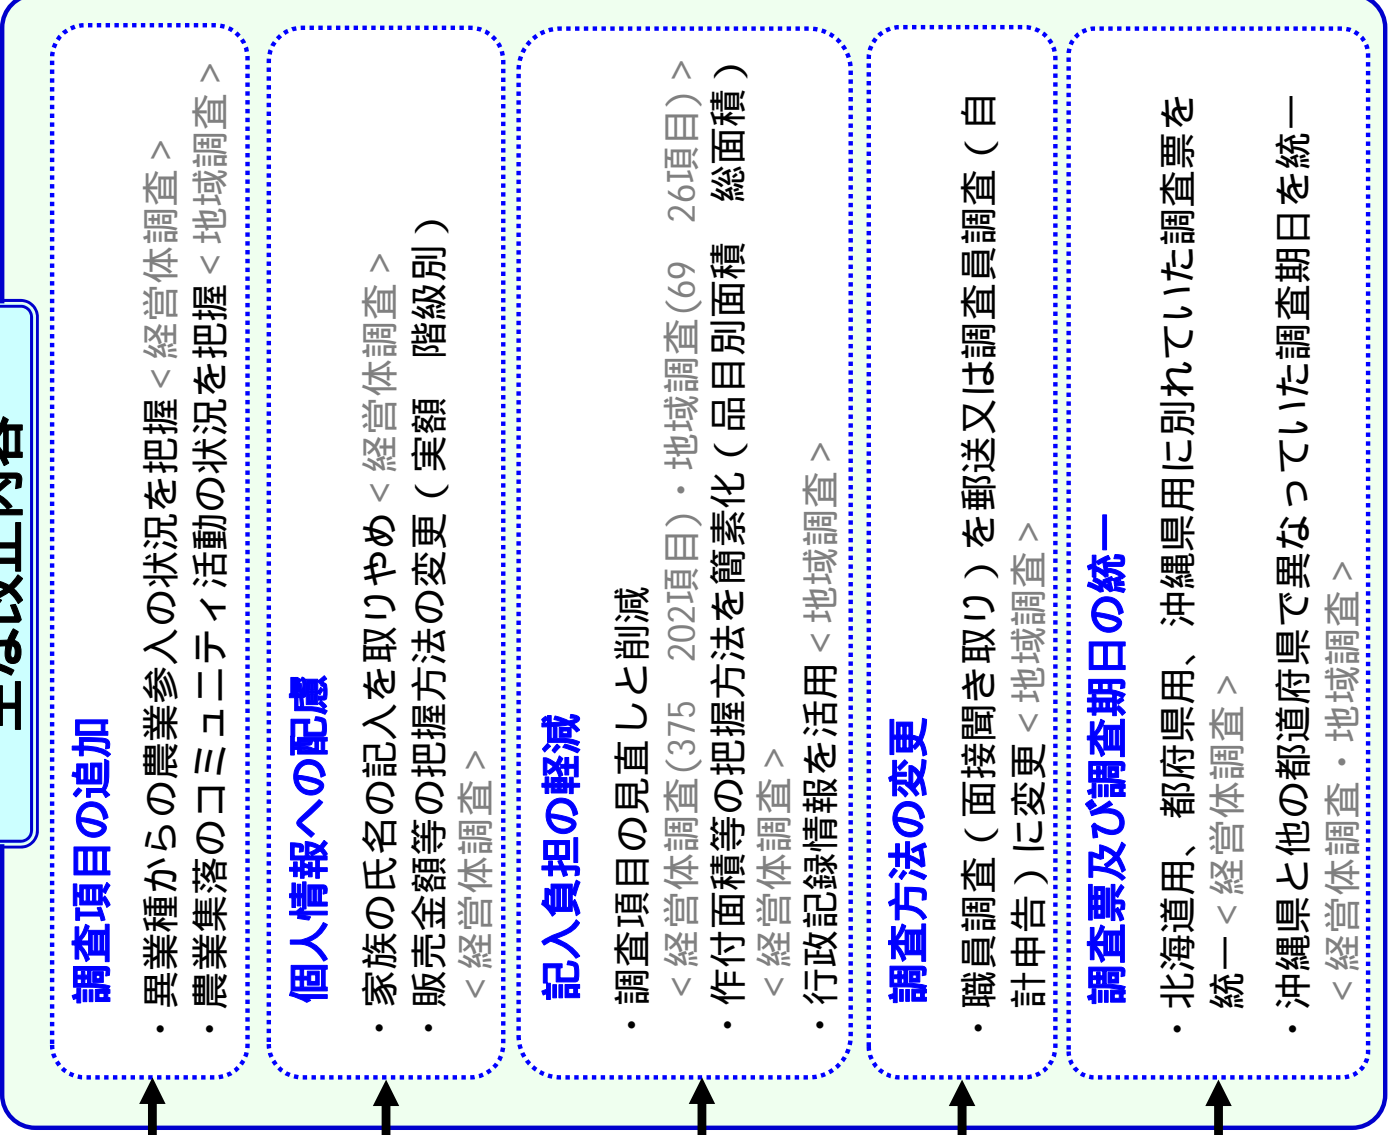 主な改正内容
調査項目の追加
・異業種からの農業参入の状況を把握＜経営体調査＞
・農業集落のコミュニティ活動の状況を把握＜地域調査＞
個人情報への配慮
・家族の氏名の記入を取りやめ＜経営体調査＞
・販売金額等の把握方法の変更（実額　階級別）
＜経営体調査＞
記入負担の軽減
・調査項目の見直しと削減
＜経営体調査(375　202項目)・地域調査(69　26項目)＞
・作付面積等の把握方法を簡素化（品目別面積　総面積）
＜経営体調査＞
・行政記録情報を活用＜地域調査＞
調査方法の変更
・職員調査（面接聞き取り）を郵送又は調査員調査（自
計申告）に変更＜地域調査＞
調査票及び調査期日の統一
・北海道用、都府県用、沖縄県用に別れていた調査票を
統一＜経営体調査＞
・沖縄県と他の都道府県で異なっていた調査期日を統一
＜経営体調査・地域調査＞